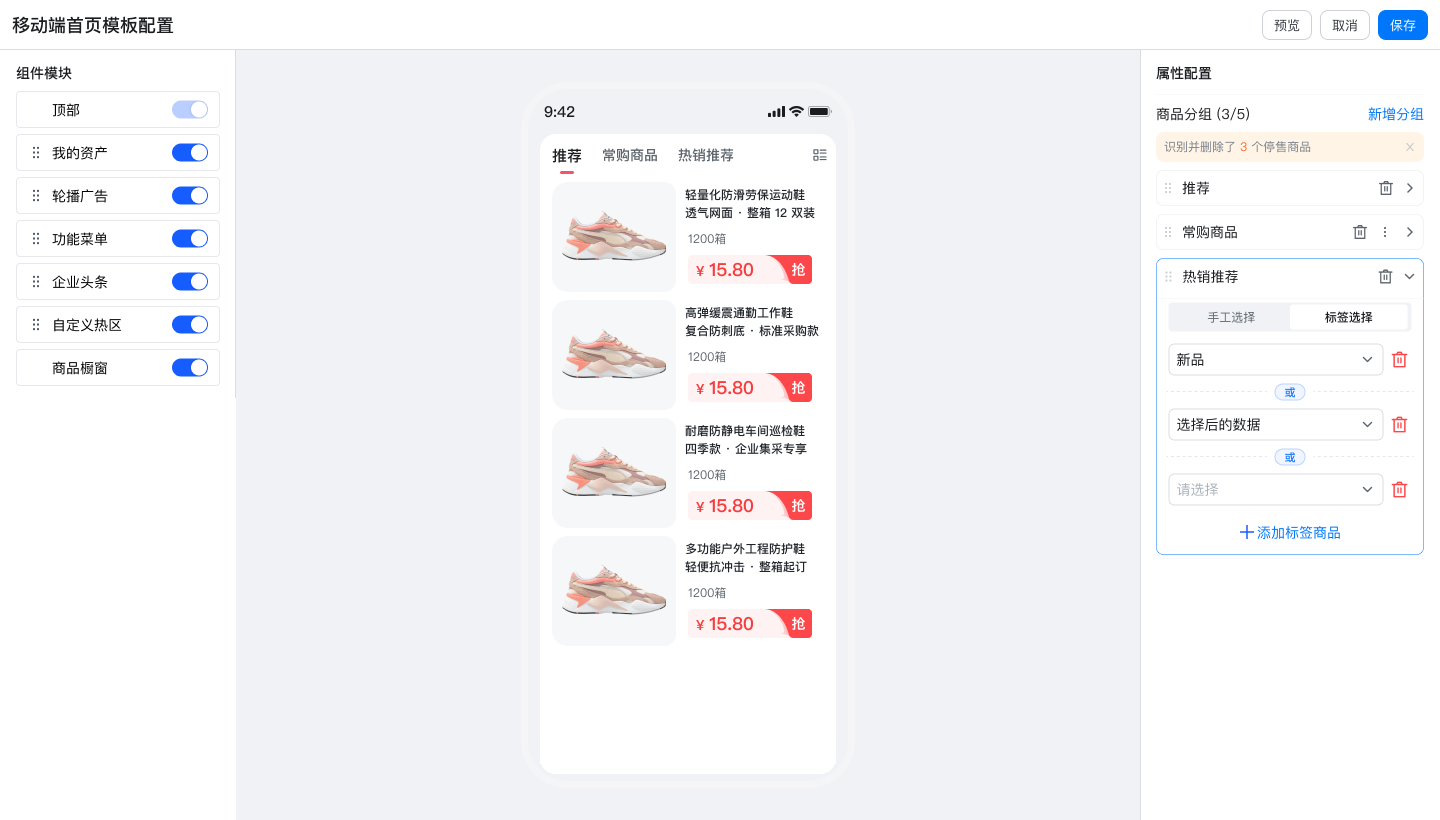 移动端首页模板配置
预览
取消
保存
组件模块
顶部
我的资产
轮播广告
功能菜单
企业头条
自定义热区
商品橱窗
9:42
推荐
常购商品
热销推荐
轻量化防滑劳保运动鞋
透气网面 · 整箱 12 双装
1200箱
¥ 15.80
抢
高弹缓震通勤工作鞋
复合防刺底 · 标准采购款
1200箱
¥ 15.80
抢
耐磨防静电车间巡检鞋
四季款 · 企业集采专享
1200箱
¥ 15.80
抢
多功能户外工程防护鞋
轻便抗冲击 · 整箱起订
1200箱
¥ 15.80
抢
属性配置
商品分组 (3/5)
新增分组
识别并删除了 3 个停售商品
推荐
常购商品
热销推荐
手工选择
标签选择
新品
或
选择后的数据
或
请选择
添加标签商品